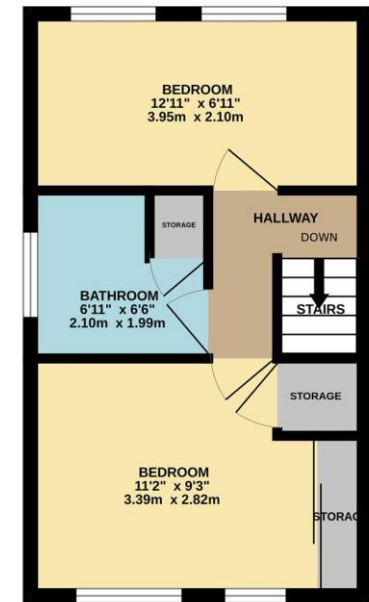 BEDROOM
12'11" x 6'11"
3.95m x 2.10m
STORAGE
HALLWAY
DOWN
BATHROOM
6'11" x 6'6"
2.10m x 1.99m
STAIRS
STORAGE
BEDROOM
11'2" x 9'3"
3.39m x 2.82m
STORAG